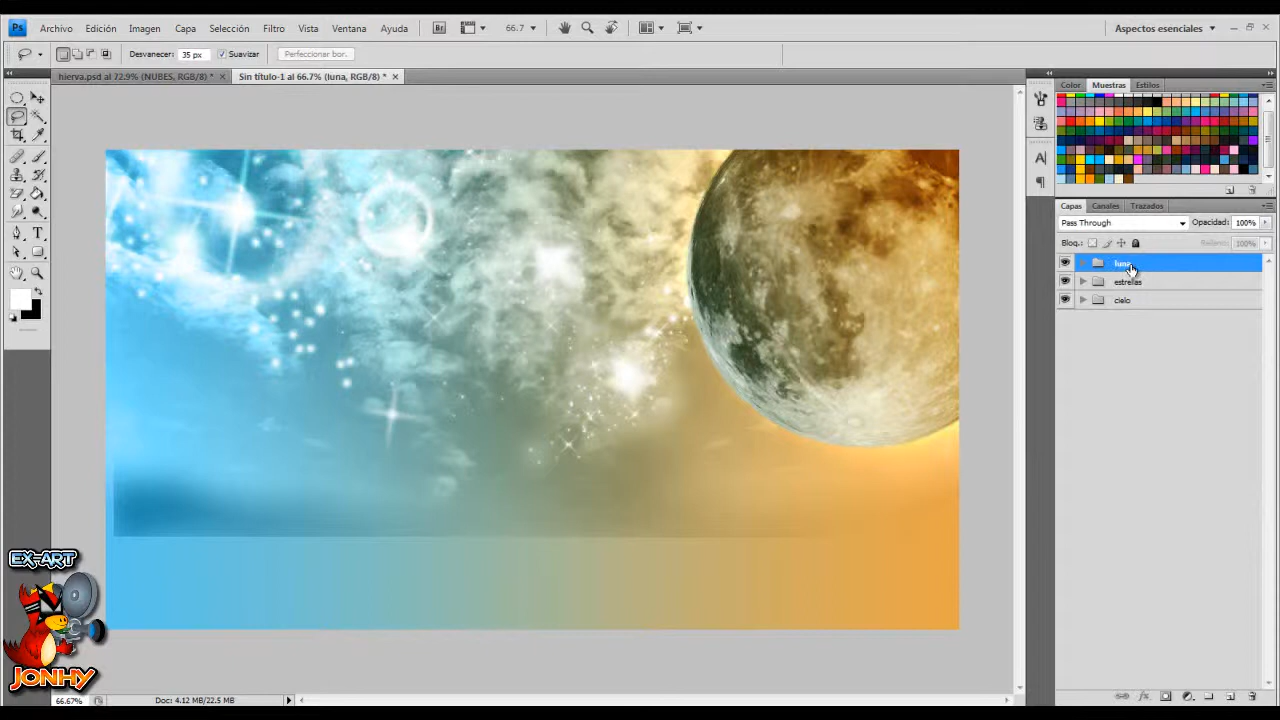 Ps Archivo Edición Imagen Capa Selección Filtro Vista Ventana Ayuda Br 66.7 Aspectos esenciales
Desvanecer: 35 px Suavizar Perfeccionar bor.
hierva.psd al 72.9% (NUBES, RGB/8) * Sin título-1 al 66.7% (luna, RGB/8) *
Color Muestras Estilos
Capas Canales Trazados
Pass Through Opacidad: 100%
Bloq.: Relleno: 100%
luna
estrellas
cielo
EX-ART
JONHY
66.67% Doc: 4.12 MB/22.5 MB